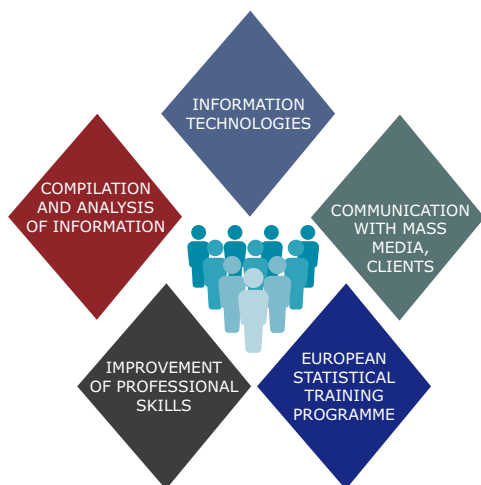 INFORMATION
TECHNOLOGIES
COMPILATION
AND ANALYSIS
OF INFORMATION
COMMUNICATION
WITH MASS
MEDIA,
CLIENTS
IMPROVEMENT
OF PROFESSIONAL
SKILLS
EUROPEAN
STATISTICAL
TRAINING
PROGRAMME